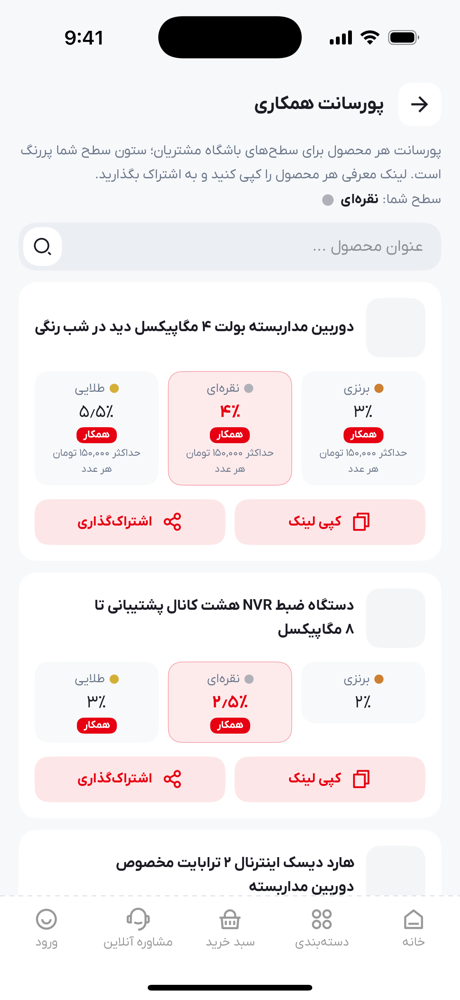 9:41
پورسانت همکاری
پورسانت هر محصول برای سطح‌های باشگاه مشتریان؛ ستون سطح شما پررنگ
است. لینک معرفی هر محصول را کپی کنید و به اشتراک بگذارید.
سطح شما: نقره‌ای
عنوان محصول ...
دوربین مداربسته بولت ۴ مگاپیکسل دید در شب رنگی
برنزی
۳٪
همکار
حداکثر ۱۵۰,۰۰۰ تومان
هر عدد
نقره‌ای
۴٪
همکار
حداکثر ۱۵۰,۰۰۰ تومان
هر عدد
طلایی
۵٫۵٪
همکار
حداکثر ۱۵۰,۰۰۰ تومان
هر عدد
کپی لینک
اشتراک‌گذاری
دستگاه ضبط NVR هشت کانال پشتیبانی تا
۸ مگاپیکسل
برنزی
۲٪
نقره‌ای
۲٫۵٪
همکار
طلایی
۳٪
همکار
کپی لینک
اشتراک‌گذاری
هارد دیسک اینترنال ۲ ترابایت مخصوص
دوربین مداربسته
خانه
دسته‌بندی
سبد خرید
مشاوره آنلاین
ورود